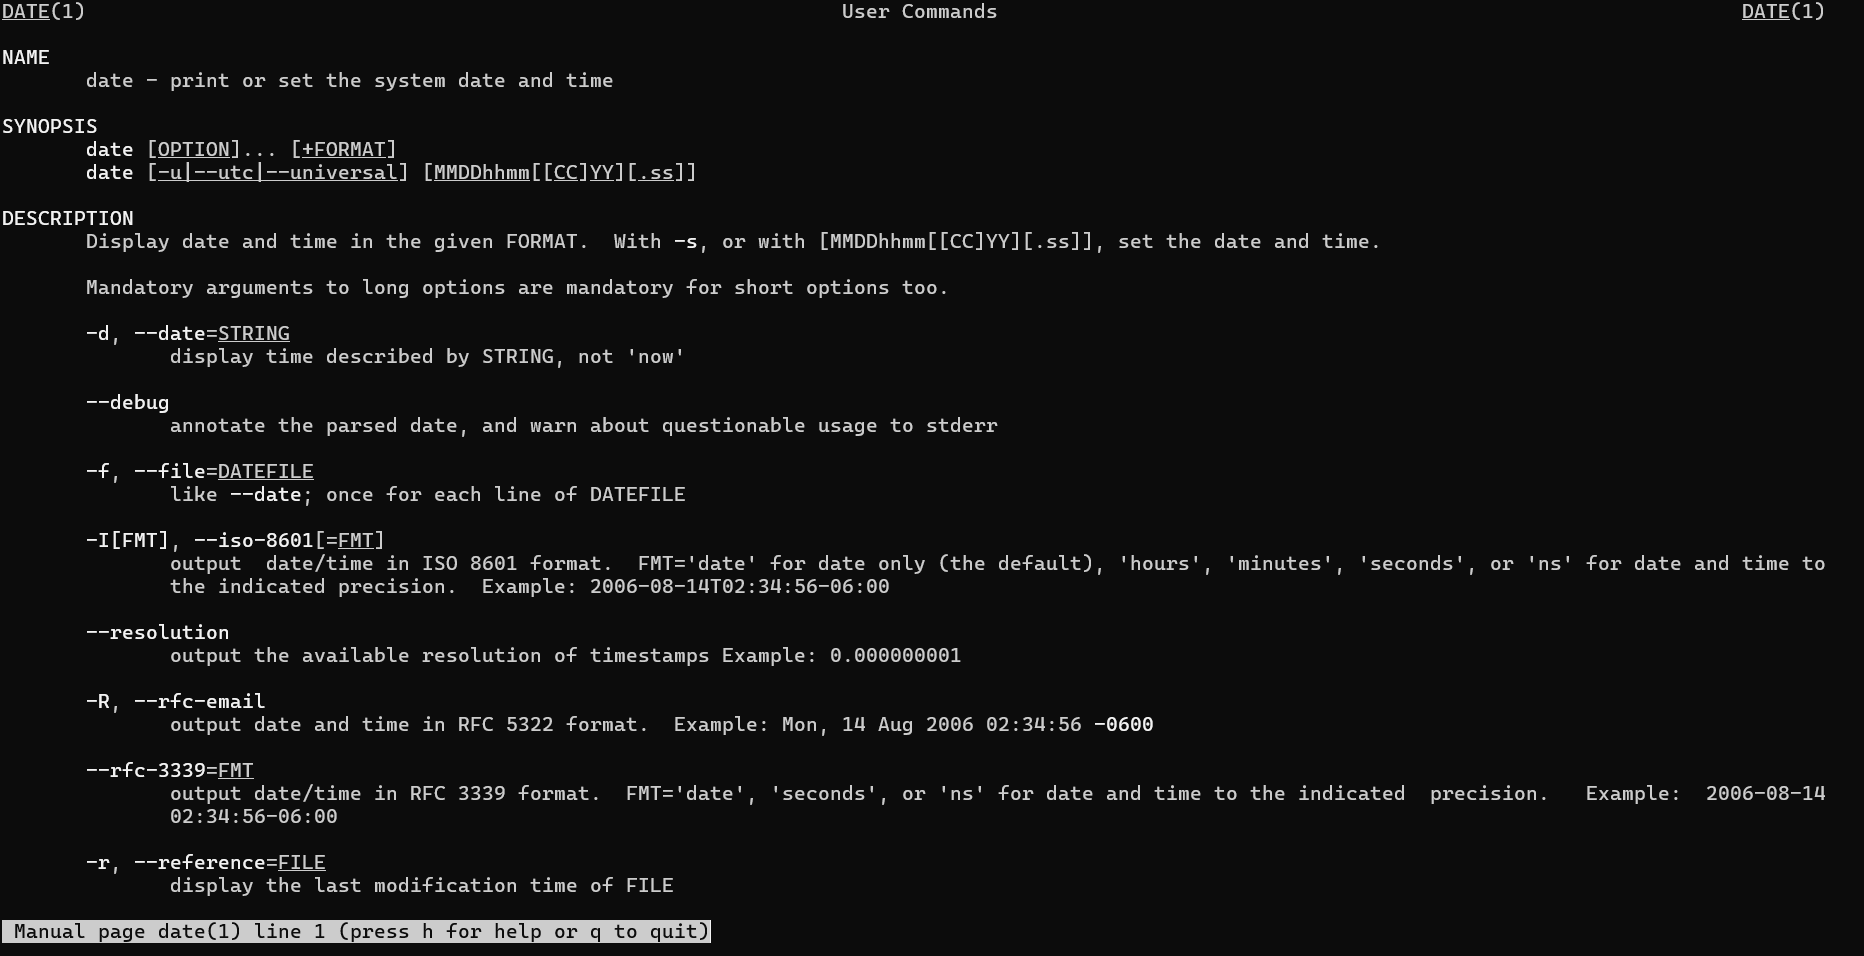 DATE(1) User Commands DATE(1)
NAME
date - print or set the system date and time
SYNOPSIS
date [OPTION]... [+FORMAT]
date [-u|--utc|--universal] [MMDDhhmm[[CC]YY][.ss]]
DESCRIPTION
Display date and time in the given FORMAT.  With -s, or with [MMDDhhmm[[CC]YY][.ss]], set the date and time.
Mandatory arguments to long options are mandatory for short options too.
-d, --date=STRING
display time described by STRING, not 'now'
--debug
annotate the parsed date, and warn about questionable usage to stderr
-f, --file=DATEFILE
like --date; once for each line of DATEFILE
-I[FMT], --iso-8601[=FMT]
output  date/time in ISO 8601 format.  FMT='date' for date only (the default), 'hours', 'minutes', 'seconds', or 'ns' for date and time to
the indicated precision.  Example: 2006-08-14T02:34:56-06:00
--resolution
output the available resolution of timestamps Example: 0.000000001
-R, --rfc-email
output date and time in RFC 5322 format.  Example: Mon, 14 Aug 2006 02:34:56 -0600
--rfc-3339=FMT
output date/time in RFC 3339 format.  FMT='date', 'seconds', or 'ns' for date and time to the indicated  precision.   Example:  2006-08-14
02:34:56-06:00
-r, --reference=FILE
display the last modification time of FILE
Manual page date(1) line 1 (press h for help or q to quit)